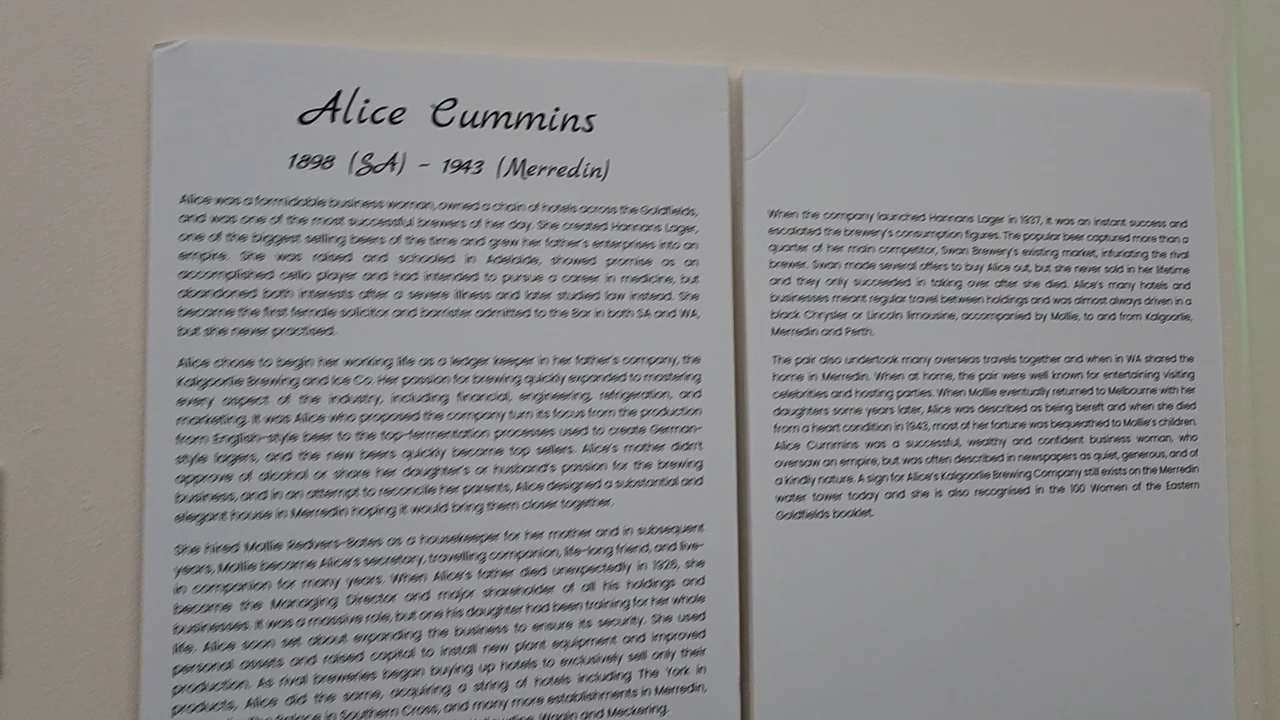 Alice Cummins
1898 (SA) - 1943 (Merredin)
Alice was a formidable business woman, owned a chain of hotels across the Goldfields,
and was one of the most successful brewers of her day. She created Hannans Lager,
one of the biggest selling beers of the time and grew her father's enterprises into an
empire. She was raised and schooled in Adelaide, showed promise as an
accomplished cello player and had intended to pursue a career in medicine, but
abandoned both interests after a severe illness and later studied law instead. She
became the first female solicitor and barrister admitted to the Bar in both SA and WA,
but she never practised.
Alice chose to begin her working life as a ledger keeper in her father's company, the
Kalgoorlie Brewing and Ice Co. Her passion for brewing quickly expanded to mastering
every aspect of the industry, including financial, engineering, refrigeration, and
marketing. It was Alice who proposed the company turn its focus from the production
from English-style beer to the top-fermentation processes used to create German-
style lagers, and the new beers quickly become top sellers. Alice's mother didn't
approve of alcohol or share her daughter's or husband's passion for the brewing
business, and in an attempt to reconcile her parents, Alice designed a substantial and
elegant house in Merredin hoping it would bring them closer together.
She hired Mollie Redvers-Bates as a housekeeper for her mother and in subsequent
years, Mollie became Alice's secretary, travelling companion, life-long friend, and live-
in companion for many years. When Alice's father died unexpectedly in 1926, she
became the Managing Director and major shareholder of all his holdings and
businesses. It was a massive role, but one his daughter had been training for her whole
life. Alice soon set about expanding the business to ensure its security. She used
personal assets and raised capital to install new plant equipment and improved
production. As rival breweries began buying up hotels to exclusively sell only their
products, Alice did the same, acquiring a string of hotels including The York in
Palace in Southern Cross, and many more establishments in Merredin,
Wagin and Meckering.
When the company launched Hannans Lager in 1937, it was an instant success and
escalated the brewery's consumption figures. The popular beer captured more than a
quarter of her main competitor, Swan Brewery's existing market, infuriating the rival
brewer. Swan made several offers to buy Alice out, but she never sold in her lifetime
and they only succeeded in taking over after she died. Alice's many hotels and
businesses meant regular travel between holdings and was almost always driven in a
black Chrysler or Lincoln limousine, accompanied by Mollie, to and from Kalgoorlie,
Merredin and Perth.
The pair also undertook many overseas travels together and when in WA shared the
home in Merredin. When at home, the pair were well known for entertaining visiting
celebrities and hosting parties. When Mollie eventually returned to Melbourne with her
daughters some years later, Alice was described as being bereft and when she died
from a heart condition in 1943, most of her fortune was bequeathed to Mollie's children.
Alice Cummins was a successful, wealthy and confident business woman, who
oversaw an empire, but was often described in newspapers as quiet, generous, and of
a kindly nature. A sign for Alice's Kalgoorlie Brewing Company still exists on the Merredin
water tower today and she is also recognised in the 100 Women of the Eastern
Goldfields booklet.